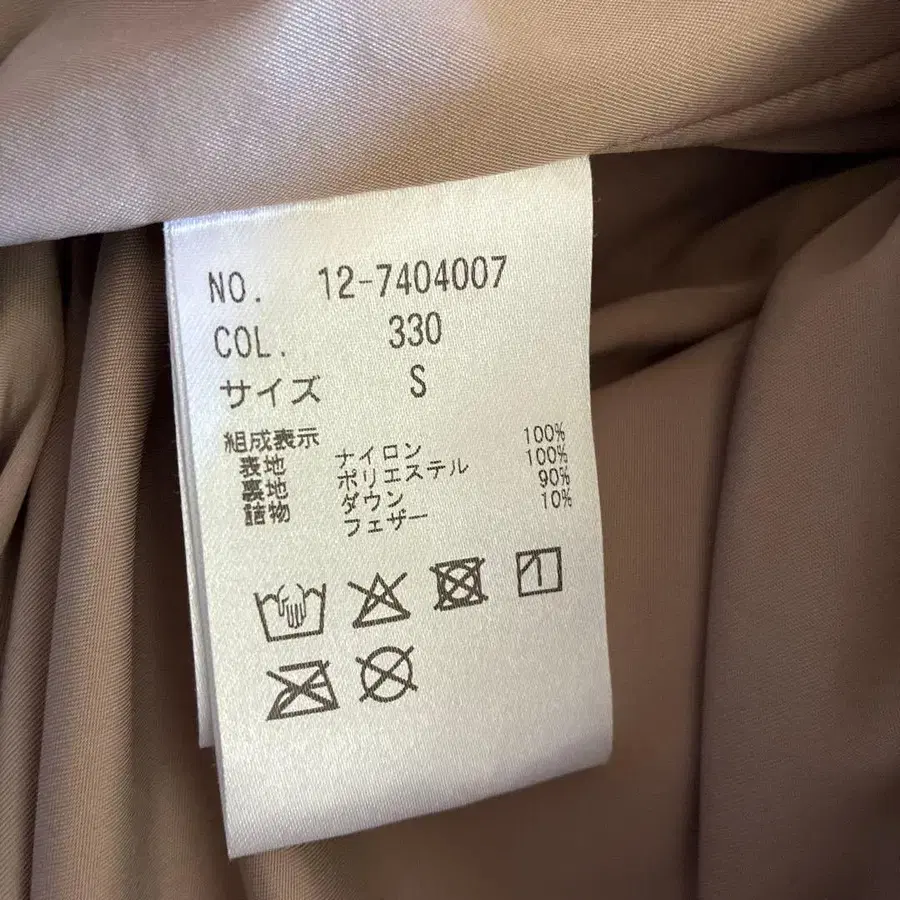 NO. 12-7404007
COL. 330
サイズ S
組成表示
表地 ナイロン 100%
裏地 ポリエステル 100%
詰物 ダウン 90%
フェザー 10%